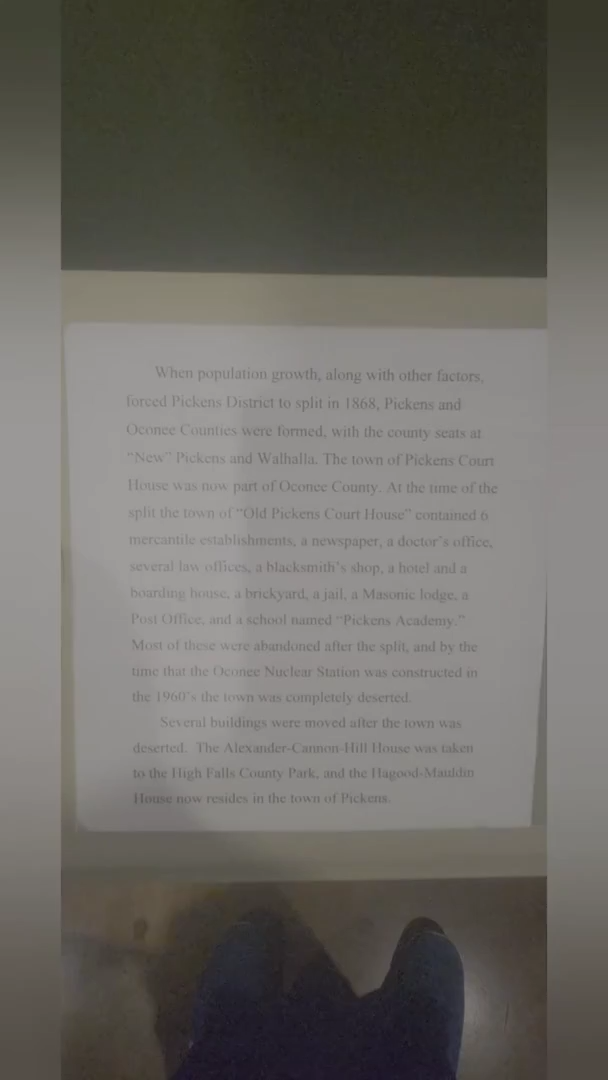 When population growth, along with other factors,
forced Pickens District to split in 1868, Pickens and
Oconee Counties were formed, with the county seats at
"New" Pickens and Walhalla. The town of Pickens Court
House was now part of Oconee County. At the time of the
split the town of "Old Pickens Court House" contained 6
mercantile establishments, a newspaper, a doctor's office,
several law offices, a blacksmith's shop, a hotel and a
boarding house, a brickyard, a jail, a Masonic lodge, a
Post Office, and a school named "Pickens Academy."
Most of these were abandoned after the split, and by the
time that the Oconee Nuclear Station was constructed in
the 1960's the town was completely deserted.
Several buildings were moved after the town was
deserted. The Alexander-Cannon-Hill House was taken
to the High Falls County Park, and the Hagood-Mauldin
House now resides in the town of Pickens.